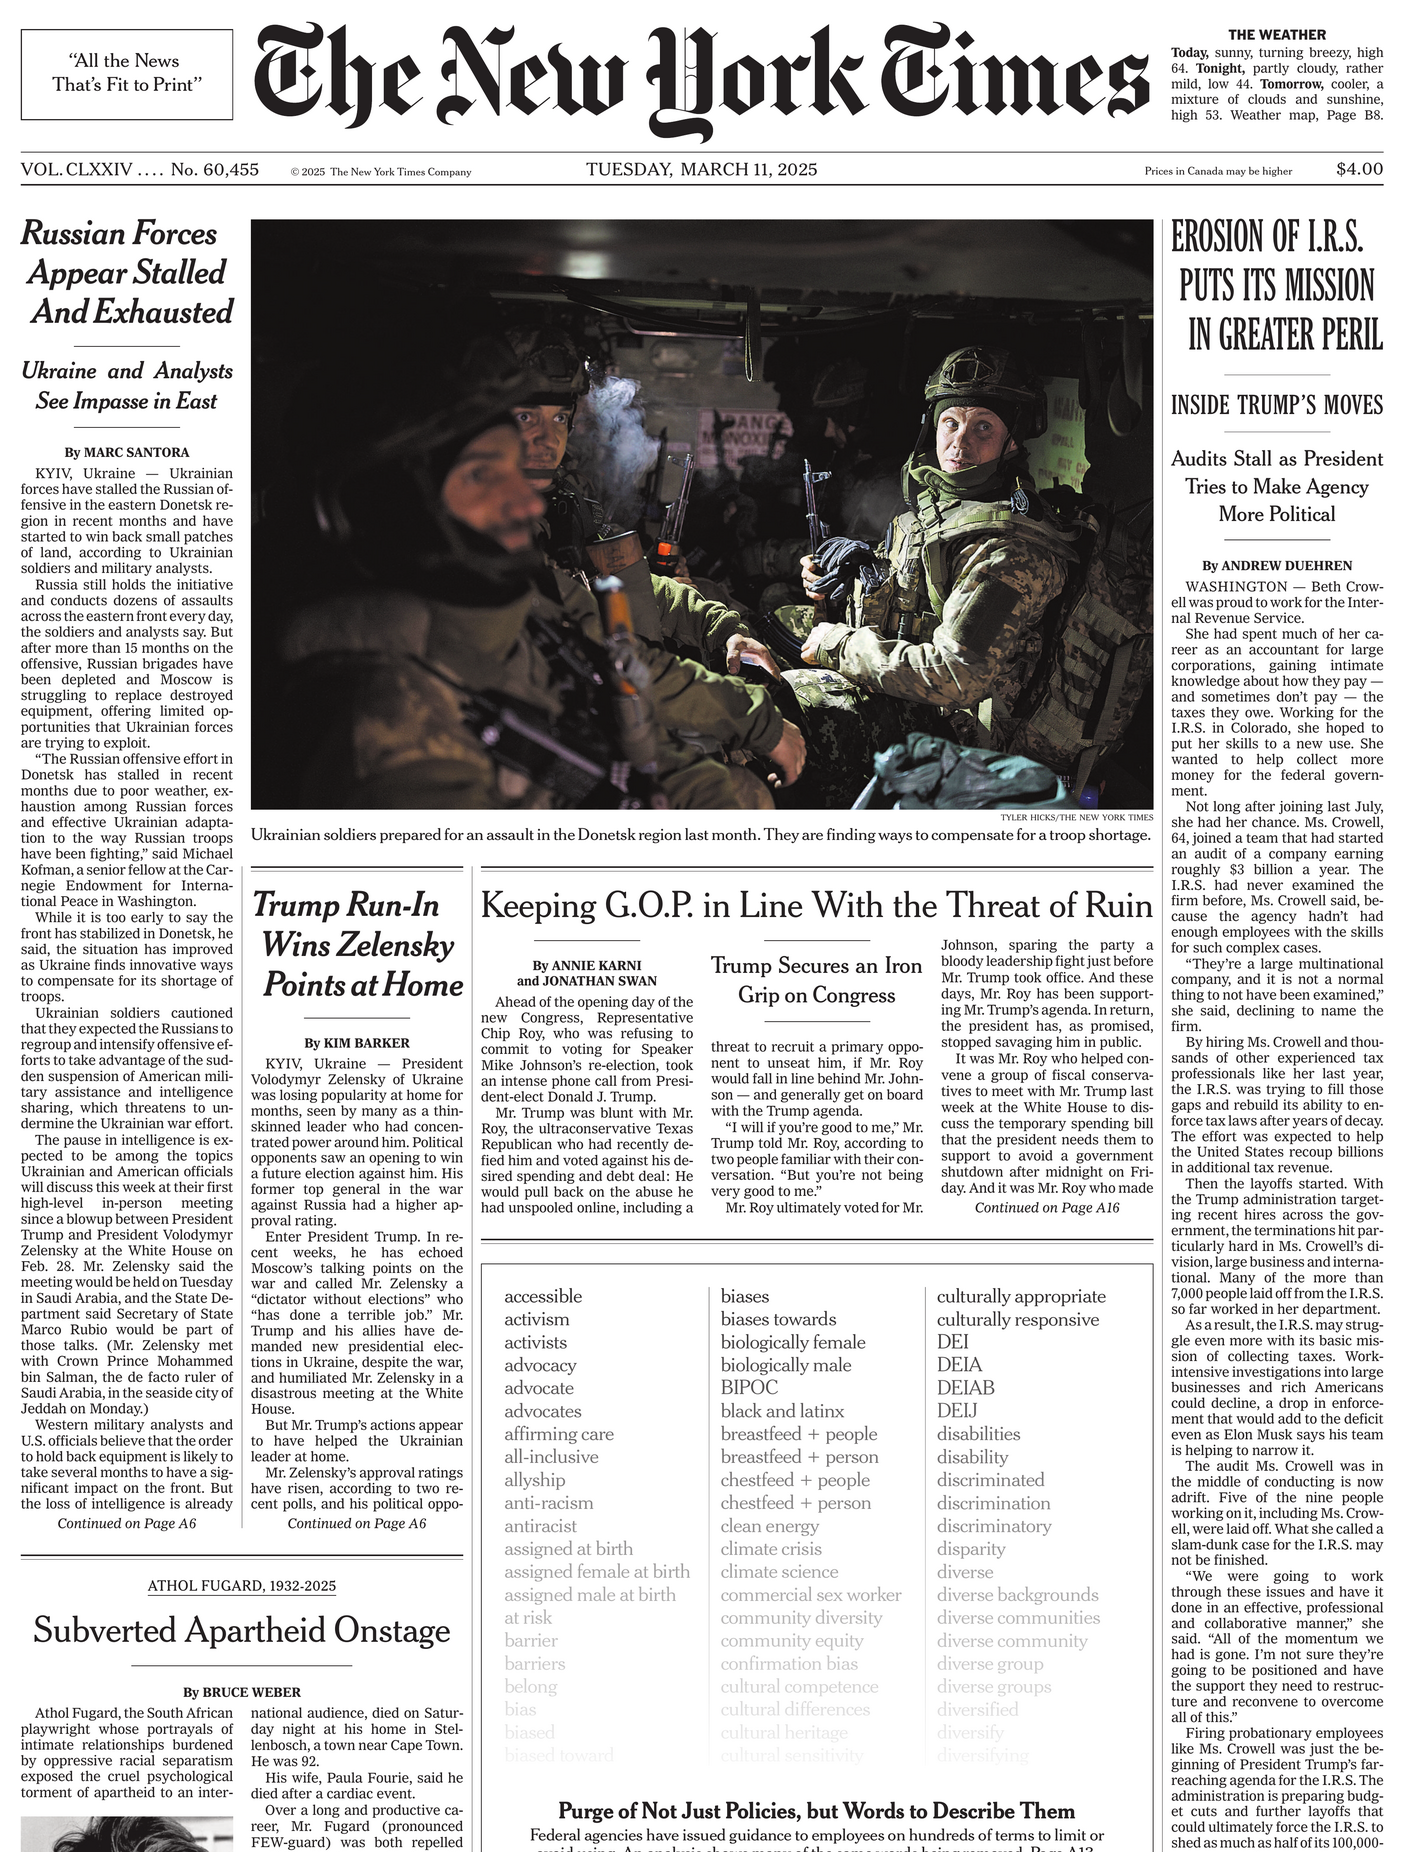 “All the News
That’s Fit to Print”
The New York Times
THE WEATHER
Today, sunny, turning breezy, high
64. Tonight, partly cloudy, rather
mild, low 44. Tomorrow, cooler, a
mixture of clouds and sunshine,
high 53. Weather map, Page B8.
VOL. CLXXIV .... No. 60,455
© 2025 The New York Times Company
TUESDAY, MARCH 11, 2025
Prices in Canada may be higher
$4.00
Russian Forces
Appear Stalled
And Exhausted
Ukraine and Analysts
See Impasse in East
By MARC SANTORA
KYIV, Ukraine — Ukrainian
forces have stalled the Russian of-
fensive in the eastern Donetsk re-
gion in recent months and have
started to win back small patches
of land, according to Ukrainian
soldiers and military analysts.
Russia still holds the initiative
and conducts dozens of assaults
across the eastern front every day,
the soldiers and analysts say. But
after more than 15 months on the
offensive, Russian brigades have
been depleted and Moscow is
struggling to replace destroyed
equipment, offering limited op-
portunities that Ukrainian forces
are trying to exploit.
“The Russian offensive effort in
Donetsk has stalled in recent
months due to poor weather, ex-
haustion among Russian forces
and effective Ukrainian adapta-
tion to the way Russian troops
have been fighting,” said Michael
Kofman, a senior fellow at the Car-
negie Endowment for Interna-
tional Peace in Washington.
While it is too early to say the
front has stabilized in Donetsk, he
said, the situation has improved
as Ukraine finds innovative ways
to compensate for its shortage of
troops.
Ukrainian soldiers cautioned
that they expected the Russians to
regroup and intensify offensive ef-
forts to take advantage of the sud-
den suspension of American mili-
tary assistance and intelligence
sharing, which threatens to un-
dermine the Ukrainian war effort.
The pause in intelligence is ex-
pected to be among the topics
Ukrainian and American officials
will discuss this week at their first
high-level in-person meeting
since a blowup between President
Trump and President Volodymyr
Zelensky at the White House on
Feb. 28. Mr. Zelensky said the
meeting would be held on Tuesday
in Saudi Arabia, and the State De-
partment said Secretary of State
Marco Rubio would be part of
those talks. (Mr. Zelensky met
with Crown Prince Mohammed
bin Salman, the de facto ruler of
Saudi Arabia, in the seaside city of
Jeddah on Monday.)
Western military analysts and
U.S. officials believe that the order
to hold back equipment is likely to
take several months to have a sig-
nificant impact on the front. But
the loss of intelligence is already
Continued on Page A6
DANGER
MONOXI
TYLER HICKS/THE NEW YORK TIMES
Ukrainian soldiers prepared for an assault in the Donetsk region last month. They are finding ways to compensate for a troop shortage.
Trump Run-In
Wins Zelensky
Points at Home
By KIM BARKER
KYIV, Ukraine — President
Volodymyr Zelensky of Ukraine
was losing popularity at home for
months, seen by many as a thin-
skinned leader who had concen-
trated power around him. Political
opponents saw an opening to win
a future election against him. His
former top general in the war
against Russia had a higher ap-
proval rating.
Enter President Trump. In re-
cent weeks, he has echoed
Moscow’s talking points on the
war and called Mr. Zelensky a
“dictator without elections” who
“has done a terrible job.” Mr.
Trump and his allies have de-
manded new presidential elec-
tions in Ukraine, despite the war,
and humiliated Mr. Zelensky in a
disastrous meeting at the White
House.
But Mr. Trump’s actions appear
to have helped the Ukrainian
leader at home.
Mr. Zelensky’s approval ratings
have risen, according to two re-
cent polls, and his political oppo-
Continued on Page A6
Keeping G.O.P. in Line With the Threat of Ruin
By ANNIE KARNI
and JONATHAN SWAN
Ahead of the opening day of the
new Congress, Representative
Chip Roy, who was refusing to
commit to voting for Speaker
Mike Johnson’s re-election, took
an intense phone call from Presi-
dent-elect Donald J. Trump.
Mr. Trump was blunt with Mr.
Roy, the ultraconservative Texas
Republican who had recently de-
fied him and voted against his de-
sired spending and debt deal: He
would pull back on the abuse he
had unspooled online, including a
Trump Secures an Iron
Grip on Congress
threat to recruit a primary oppo-
nent to unseat him, if Mr. Roy
would fall in line behind Mr. John-
son — and generally get on board
with the Trump agenda.
“I will if you’re good to me,” Mr.
Trump told Mr. Roy, according to
two people familiar with their con-
versation. “But you’re not being
very good to me.”
Mr. Roy ultimately voted for Mr.
Johnson, sparing the party a
bloody leadership fight just before
Mr. Trump took office. And these
days, Mr. Roy has been support-
ing Mr. Trump’s agenda. In return,
the president has, as promised,
stopped savaging him in public.
It was Mr. Roy who helped con-
vene a group of fiscal conserva-
tives to meet with Mr. Trump last
week at the White House to dis-
cuss the temporary spending bill
that the president needs them to
support to avoid a government
shutdown after midnight on Fri-
day. And it was Mr. Roy who made
Continued on Page A16
accessible
activism
activists
advocacy
advocate
advocates
affirming care
all-inclusive
allyship
anti-racism
antiracist
assigned at birth
assigned female at birth
assigned male at birth
at risk
barrier
barriers
belong
bias
biased
biased toward
biases
biases towards
biologically female
biologically male
BIPOC
black and latinx
breastfeed + people
breastfeed + person
chestfeed + people
chestfeed + person
clean energy
climate crisis
climate science
commercial sex worker
community diversity
community equity
confirmation bias
cultural competence
cultural differences
cultural heritage
cultural sensitivity
culturally appropriate
culturally responsive
DEI
DEIA
DEIAB
DEIJ
disabilities
disability
discriminated
discrimination
discriminatory
disparity
diverse
diverse backgrounds
diverse communities
diverse community
diverse group
diverse groups
diversified
diversify
diversifying
Purge of Not Just Policies, but Words to Describe Them
Federal agencies have issued guidance to employees on hundreds of terms to limit or
avoid using. An analysis shows many of the same words being removed. Page A13.
EROSION OF I.R.S.
PUTS ITS MISSION
IN GREATER PERIL
INSIDE TRUMP’S MOVES
Audits Stall as President
Tries to Make Agency
More Political
By ANDREW DUEHREN
WASHINGTON — Beth Crow-
ell was proud to work for the Inter-
nal Revenue Service.
She had spent much of her ca-
reer as an accountant for large
corporations, gaining intimate
knowledge about how they pay —
and sometimes don’t pay — the
taxes they owe. Working for the
I.R.S. in Colorado, she hoped to
put her skills to a new use. She
wanted to help collect more
money for the federal govern-
ment.
Not long after joining last July,
she had her chance. Ms. Crowell,
64, joined a team that had started
an audit of a company earning
roughly $3 billion a year. The
I.R.S. had never examined the
firm before, Ms. Crowell said, be-
cause the agency hadn’t had
enough employees with the skills
for such complex cases.
“They’re a large multinational
company, and it is not a normal
thing to not have been examined,”
she said, declining to name the
firm.
By hiring Ms. Crowell and thou-
sands of other experienced tax
professionals like her last year,
the I.R.S. was trying to fill those
gaps and rebuild its ability to en-
force tax laws after years of decay.
The effort was expected to help
the United States recoup billions
in additional tax revenue.
Then the layoffs started. With
the Trump administration target-
ing recent hires across the gov-
ernment, the terminations hit par-
ticularly hard in Ms. Crowell’s di-
vision, large business and interna-
tional. Many of the more than
7,000 people laid off from the I.R.S.
so far worked in her department.
As a result, the I.R.S. may strug-
gle even more with its basic mis-
sion of collecting taxes. Work-
intensive investigations into large
businesses and rich Americans
could decline, a drop in enforce-
ment that would add to the deficit
even as Elon Musk says his team
is helping to narrow it.
The audit Ms. Crowell was in
the middle of conducting is now
adrift. Five of the nine people
working on it, including Ms. Crow-
ell, were laid off. What she called a
slam-dunk case for the I.R.S. may
not be finished.
“We were going to work
through these issues and have it
done in an effective, professional
and collaborative manner,” she
said. “All of the momentum we
had is gone. I’m not sure they’re
going to be positioned and have
the support they need to restruc-
ture and reconvene to overcome
all of this.”
Firing probationary employees
like Ms. Crowell was just the be-
ginning of President Trump’s far-
reaching agenda for the I.R.S. The
administration is preparing budg-
et cuts and further layoffs that
could ultimately force the I.R.S. to
shed as much as half of its 100,000-
ATHOL FUGARD, 1932-2025
Subverted Apartheid Onstage
By BRUCE WEBER
Athol Fugard, the South African
playwright whose portrayals of
intimate relationships burdened
by oppressive racial separatism
exposed the cruel psychological
torment of apartheid to an inter-
national audience, died on Satur-
day night at his home in Stel-
lenbosch, a town near Cape Town.
He was 92.
His wife, Paula Fourie, said he
died after a cardiac event.
Over a long and productive ca-
reer, Mr. Fugard (pronounced
FEW-guard) was both repelled